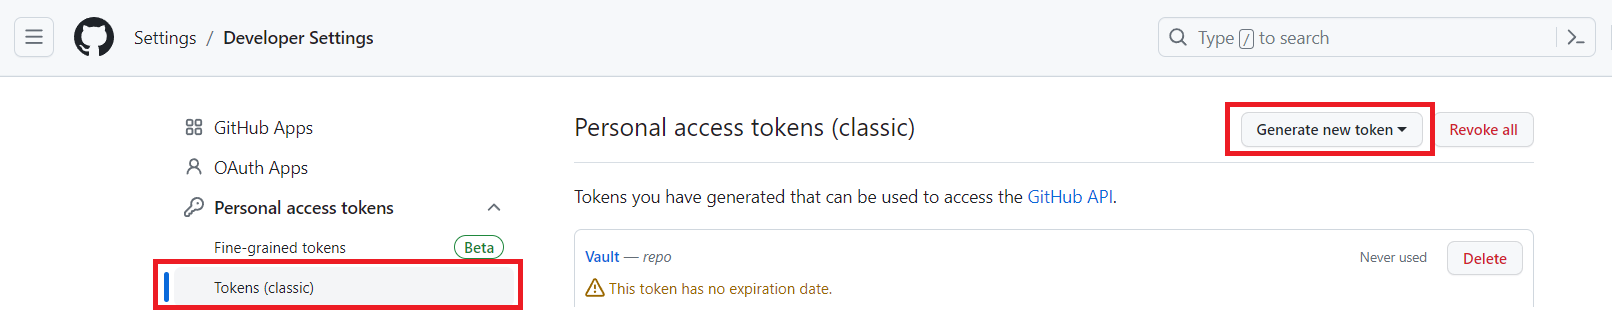 Settings / Developer Settings
Type / to search
GitHub Apps
OAuth Apps
Personal access tokens
Fine-grained tokens Beta
Tokens (classic)
Personal access tokens (classic)
Generate new token
Revoke all
Tokens you have generated that can be used to access the GitHub API.
Vault — repo
Never used
Delete
This token has no expiration date.